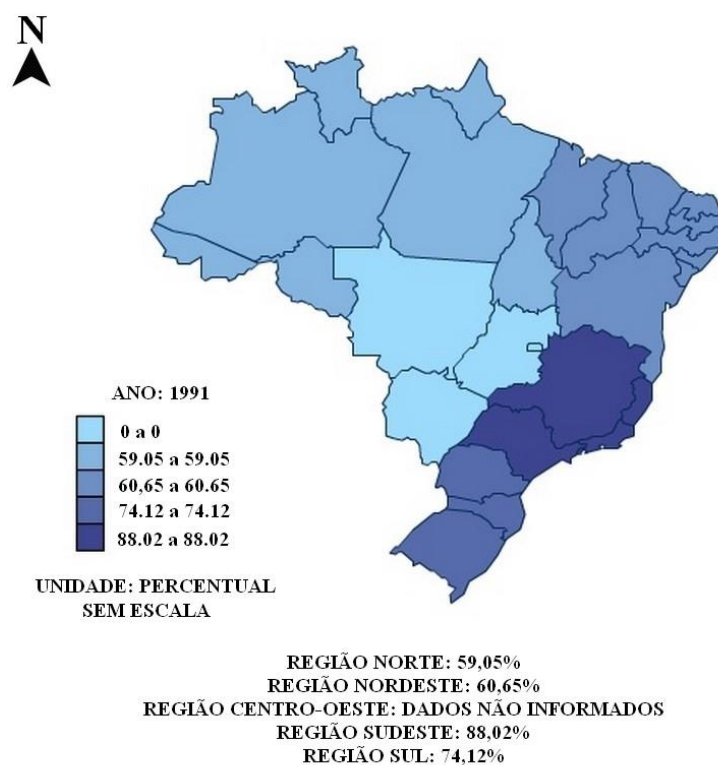 N
ANO: 1991
0 a 0
59.05 a 59.05
60,65 a 60.65
74.12 a 74.12
88.02 a 88.02
UNIDADE: PERCENTUAL
SEM ESCALA
REGIÃO NORTE: 59,05%
REGIÃO NORDESTE: 60,65%
REGIÃO CENTRO-OESTE: DADOS NÃO INFORMADOS
REGIÃO SUDESTE: 88,02%
REGIÃO SUL: 74,12%